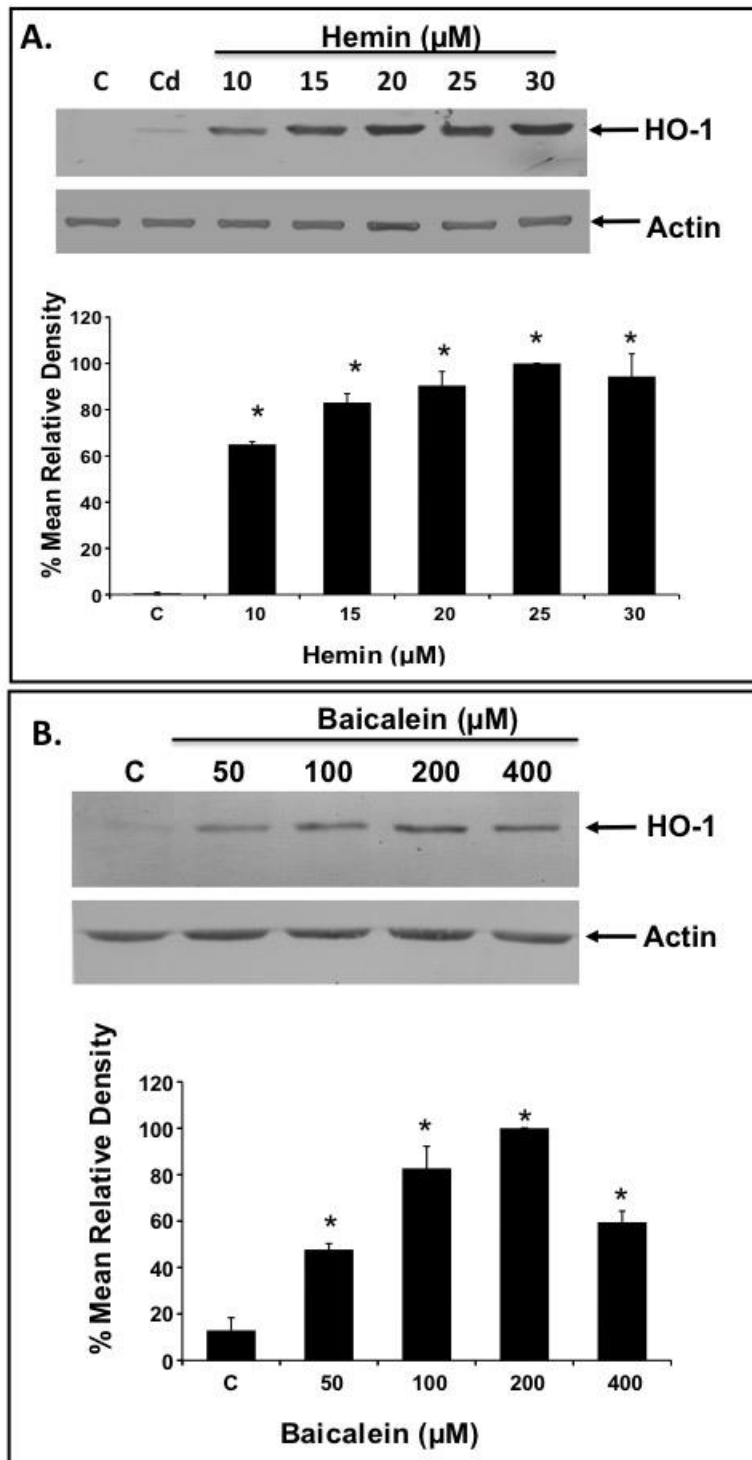 A.
Hemin (µM)
C Cd 10 15 20 25 30
HO-1
Actin
% Mean Relative Density
120
100
80
60
40
20
0
* * * * *
C 10 15 20 25 30
Hemin (µM)
B.
Baicalein (µM)
C 50 100 200 400
HO-1
Actin
% Mean Relative Density
120
100
80
60
40
20
0
* * * *
C 50 100 200 400
Baicalein (µM)